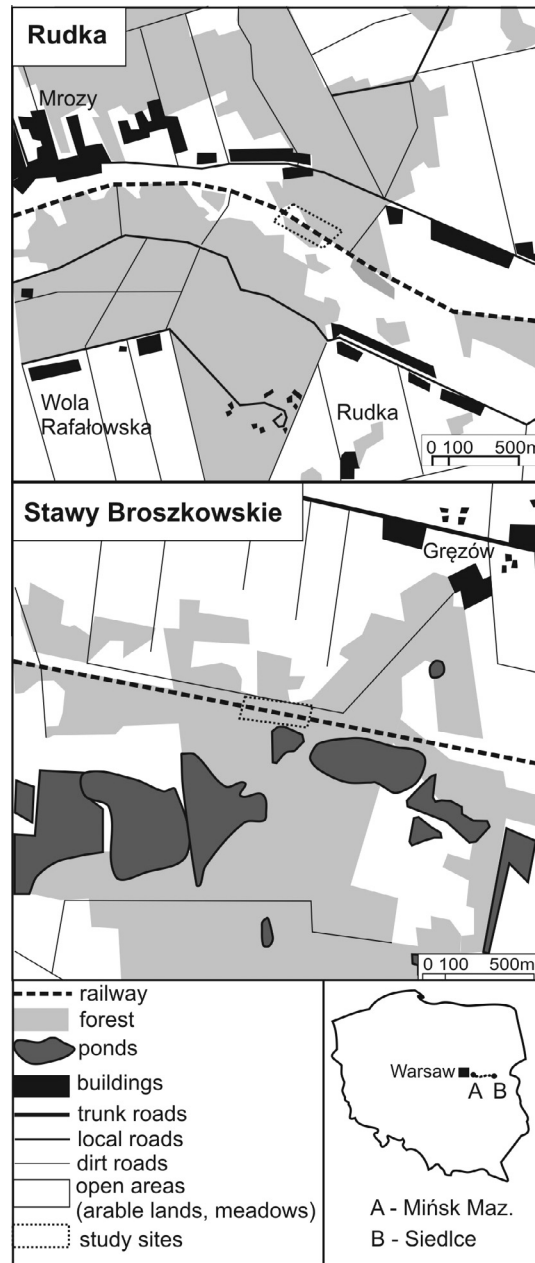 Rudka
Mrozy
Wola
Rafałowska
Rudka
0 100 500m
Stawy Broszkowskie
Gręzów
0 100 500m
railway
forest
ponds
buildings
trunk roads
local roads
dirt roads
open areas
(arable lands, meadows)
study sites
Warsaw
A B
A - Mińsk Maz.
B - Siedlce